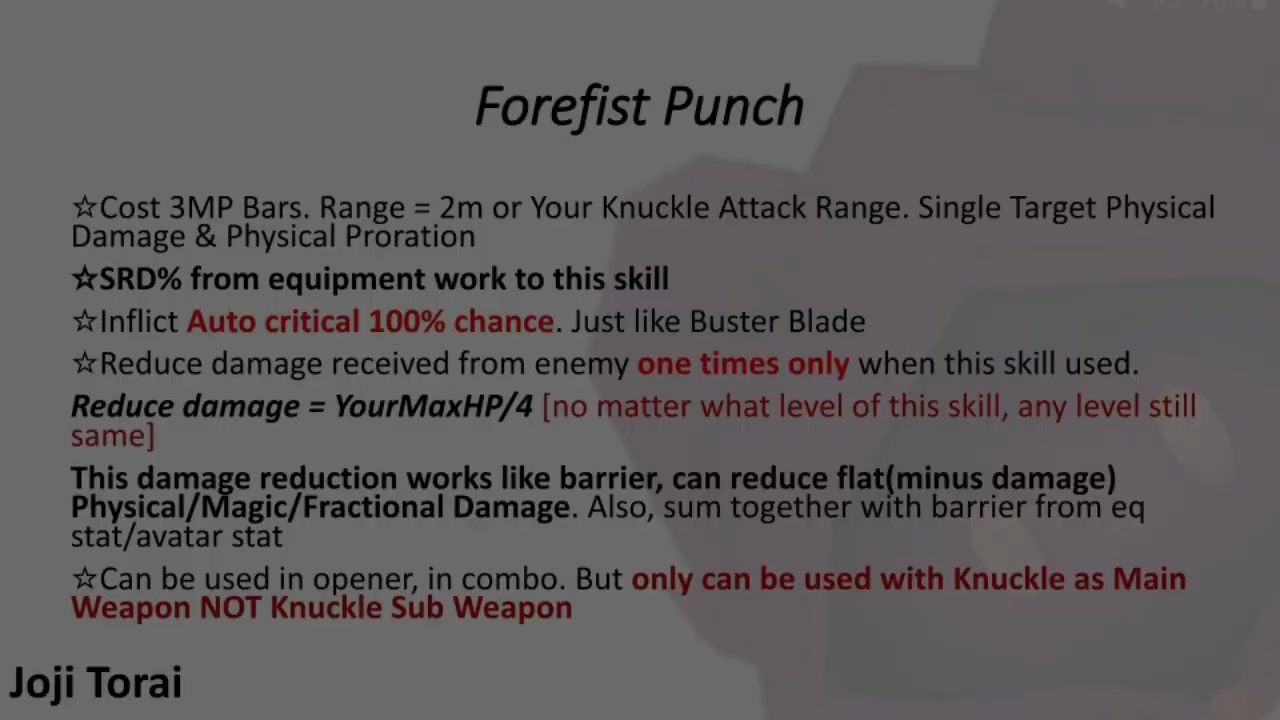 Forefist Punch
☆Cost 3MP Bars. Range = 2m or Your Knuckle Attack Range. Single Target Physical
Damage & Physical Proration
☆SRD% from equipment work to this skill
☆Inflict Auto critical 100% chance. Just like Buster Blade
☆Reduce damage received from enemy one times only when this skill used.
Reduce damage = YourMaxHP/4 [no matter what level of this skill, any level still
same]
This damage reduction works like barrier, can reduce flat(minus damage)
Physical/Magic/Fractional Damage. Also, sum together with barrier from eq
stat/avatar stat
☆Can be used in opener, in combo. But only can be used with Knuckle as Main
Weapon NOT Knuckle Sub Weapon
Joji Torai